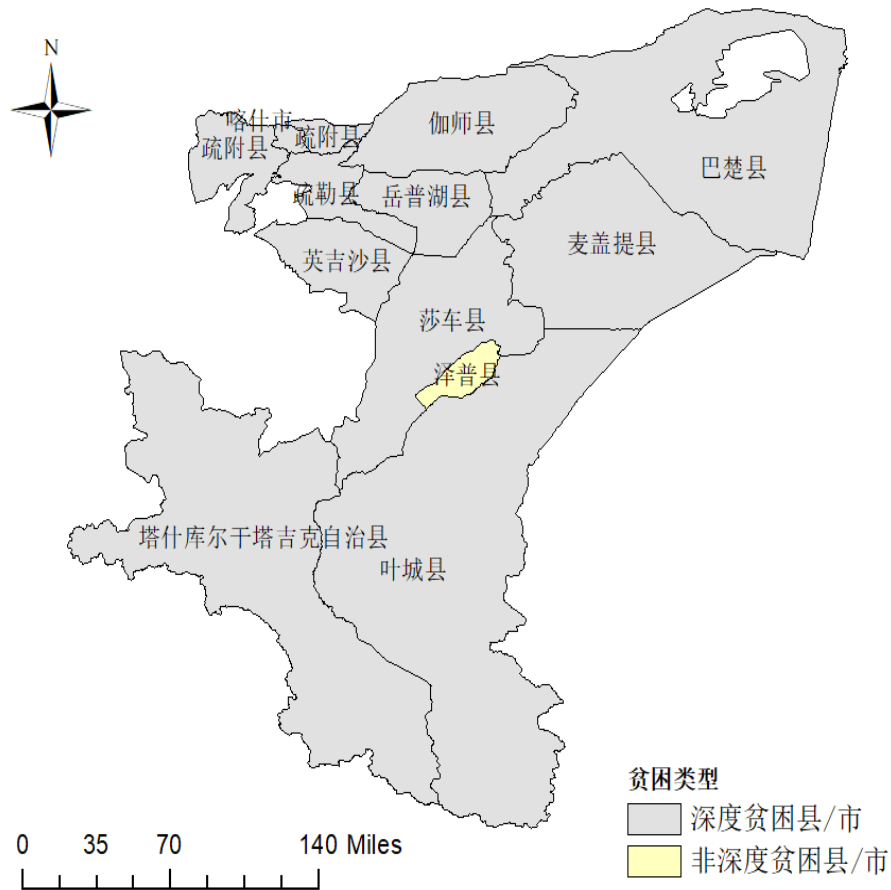 N
喀什市
疏附县
疏附县
伽师县
巴楚县
疏勒县
岳普湖县
麦盖提县
英吉沙县
莎车县
泽普县
塔什库尔干塔吉克自治县
叶城县
贫困类型
深度贫困县/市
非深度贫困县/市
0 35 70 140 Miles